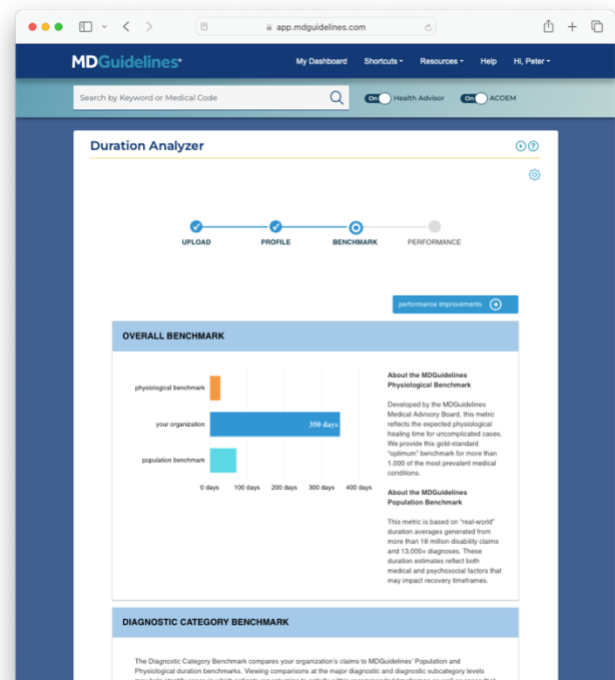 app.mdguidelines.com
MDGuidelines®
My Dashboard Shortcuts Resources Help Hi, Peter
Search by Keyword or Medical Code
On Health Advisor On ACOEM
Duration Analyzer
UPLOAD PROFILE BENCHMARK PERFORMANCE
performance improvements
OVERALL BENCHMARK
physiological benchmark
your organization
350 days
population benchmark
0 days 100 days 200 days 300 days 400 days
About the MDGuidelines
Physiological Benchmark
Developed by the MDGuidelines
Medical Advisory Board, this metric
reflects the expected physiological
healing time for uncomplicated cases.
We provide this gold-standard
"optimum" benchmark for more than
1,000 of the most prevalent medical
conditions.
About the MDGuidelines
Population Benchmark
This metric is based on "real-world"
duration averages generated from
more than 18 million disability claims
and 13,000+ diagnoses. These
duration estimates reflect both
medical and psychosocial factors that
may impact recovery timeframes.
DIAGNOSTIC CATEGORY BENCHMARK
The Diagnostic Category Benchmark compares your organization's claims to MDGuidelines' Population and
Physiological duration benchmarks. Viewing comparisons at the major diagnostic and diagnostic subcategory levels